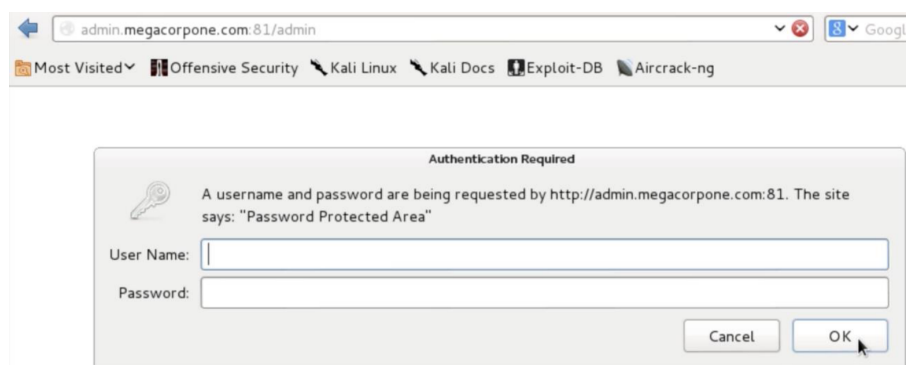 admin.megacorpone.com:81/admin
Googl
Most Visited Offensive Security Kali Linux Kali Docs Exploit-DB Aircrack-ng
Authentication Required
A username and password are being requested by http://admin.megacorpone.com:81. The site
says: "Password Protected Area"
User Name:
Password:
Cancel OK